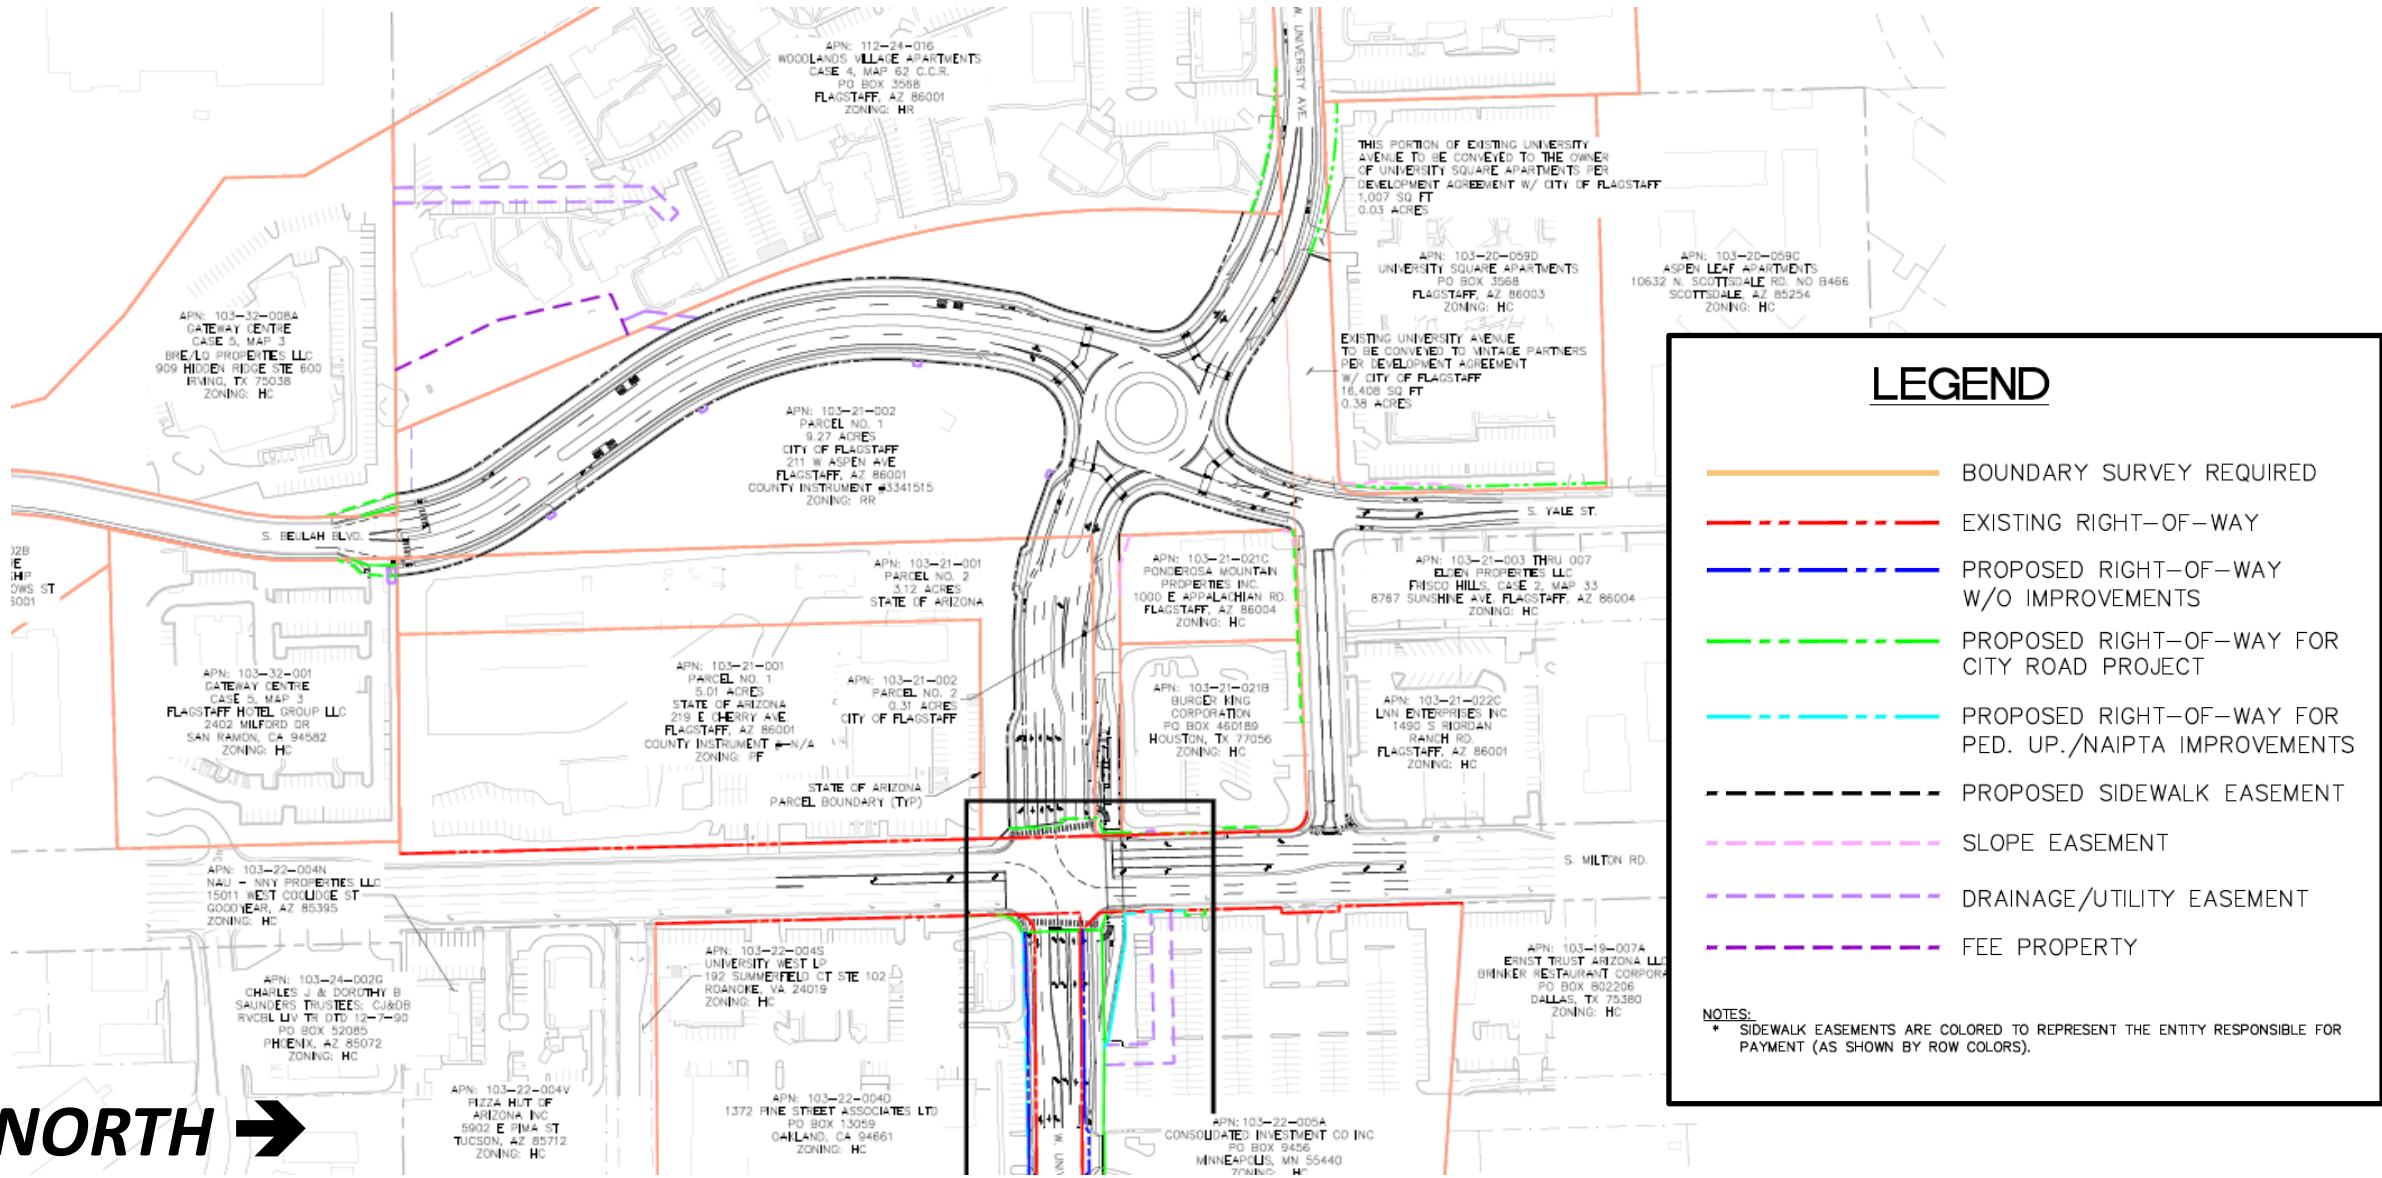 APN: 112-24-016
WOODLANDS VILLAGE APARTMENTS
CASE 4, MAP 62 C.C.R.
PO BOX 3568
FLAGSTAFF, AZ 86001
ZONING: HR
W. UNIVERSITY AVE.
THIS PORTION OF EXISTING UNIVERSITY
AVENUE TO BE CONVEYED TO THE OWNER
OF UNIVERSITY SQUARE APARTMENTS PER
DEVELOPMENT AGREEMENT W/ CITY OF FLAGSTAFF
1,007 SQ FT
0.03 ACRES
APN: 103-20-059D
UNIVERSITY SQUARE APARTMENTS
PO BOX 3568
FLAGSTAFF, AZ 86003
ZONING: HC
APN: 103-20-059C
ASPEN LEAF APARTMENTS
10632 N. SCOTTSDALE RD. NO B466
SCOTTSDALE, AZ 85254
ZONING: HC
APN: 103-32-008A
GATEWAY CENTRE
CASE 5, MAP 3
BRE/LQ PROPERTIES LLC
909 HIDDEN RIDGE STE 600
IRVING, TX 75038
ZONING: HC
EXISTING UNIVERSITY AVENUE
TO BE CONVEYED TO VINTAGE PARTNERS
PER DEVELOPMENT AGREEMENT
W/ CITY OF FLAGSTAFF
16,408 SQ FT
0.38 ACRES
APN: 103-21-002
PARCEL NO. 1
9.27 ACRES
CITY OF FLAGSTAFF
211 W ASPEN AVE
FLAGSTAFF, AZ 86001
COUNTY INSTRUMENT #3341515
ZONING: RR
S. BEULAH BLVD.
S. YALE ST.
02B
RE
SHIP
OWS ST
6001
APN: 103-21-001
PARCEL NO. 2
3.12 ACRES
STATE OF ARIZONA
APN: 103-21-021C
PONDEROSA MOUNTAIN
PROPERTIES INC.
1000 E APPALACHIAN RD.
FLAGSTAFF, AZ 86004
ZONING: HC
APN: 103-21-003 THRU 007
ELDEN PROPERTIES LLC
FRISCO HILLS, CASE 2, MAP 33
8767 SUNSHINE AVE, FLAGSTAFF, AZ 86004
ZONING: HC
APN: 103-32-001
GATEWAY CENTRE
CASE 5, MAP 3
FLAGSTAFF HOTEL GROUP LLC
2402 MILFORD DR
SAN RAMON, CA 94582
ZONING: HC
APN: 103-21-001
PARCEL NO. 1
5.01 ACRES
STATE OF ARIZONA
219 E CHERRY AVE
FLAGSTAFF, AZ 86001
COUNTY INSTRUMENT #-N/A
ZONING: PF
APN: 103-21-002
PARCEL NO. 2
0.31 ACRES
CITY OF FLAGSTAFF
APN: 103-21-021B
BURGER KING
CORPORATION
PO BOX 460189
HOUSTON, TX 77056
ZONING: HC
APN: 103-21-022C
LNN ENTERPRISES INC
1490 S RIORDAN
RANCH RD.
FLAGSTAFF, AZ 86001
ZONING: HC
STATE OF ARIZONA
PARCEL BOUNDARY (TYP)
S. MILTON RD.
APN: 103-22-004N
NAU - NNY PROPERTIES LLC
15011 WEST COOLIDGE ST
GOODYEAR, AZ 85395
ZONING: HC
APN: 103-24-002G
CHARLES J & DOROTHY B
SAUNDERS TRUSTEES; CJ&DB
RVCBL LIV TR DTD 12-7-90
PO BOX 52085
PHOENIX, AZ 85072
ZONING: HC
APN: 103-22-004S
UNIVERSITY WEST LP
192 SUMMERFIELD CT STE 102
ROANOKE, VA 24019
ZONING: HC
APN: 103-19-007A
ERNST TRUST ARIZONA LLC
BRINKER RESTAURANT CORPORA
PO BOX 802206
DALLAS, TX 75380
ZONING: HC
APN: 103-22-004V
PIZZA HUT OF
ARIZONA INC
5902 E PIMA ST
TUCSON, AZ 85712
ZONING: HC
APN: 103-22-004D
1372 PINE STREET ASSOCIATES LTD
PO BOX 13059
OAKLAND, CA 94661
ZONING: HC
W. UNI
APN: 103-22-005A
CONSOLIDATED INVESTMENT CO INC
PO BOX 9456
MINNEAPOLIS, MN 55440
ZONING: HC
NORTH
LEGEND
BOUNDARY SURVEY REQUIRED
EXISTING RIGHT-OF-WAY
PROPOSED RIGHT-OF-WAY
W/O IMPROVEMENTS
PROPOSED RIGHT-OF-WAY FOR
CITY ROAD PROJECT
PROPOSED RIGHT-OF-WAY FOR
PED. UP./NAIPTA IMPROVEMENTS
PROPOSED SIDEWALK EASEMENT
SLOPE EASEMENT
DRAINAGE/UTILITY EASEMENT
FEE PROPERTY
NOTES:
* SIDEWALK EASEMENTS ARE COLORED TO REPRESENT THE ENTITY RESPONSIBLE FOR
PAYMENT (AS SHOWN BY ROW COLORS).